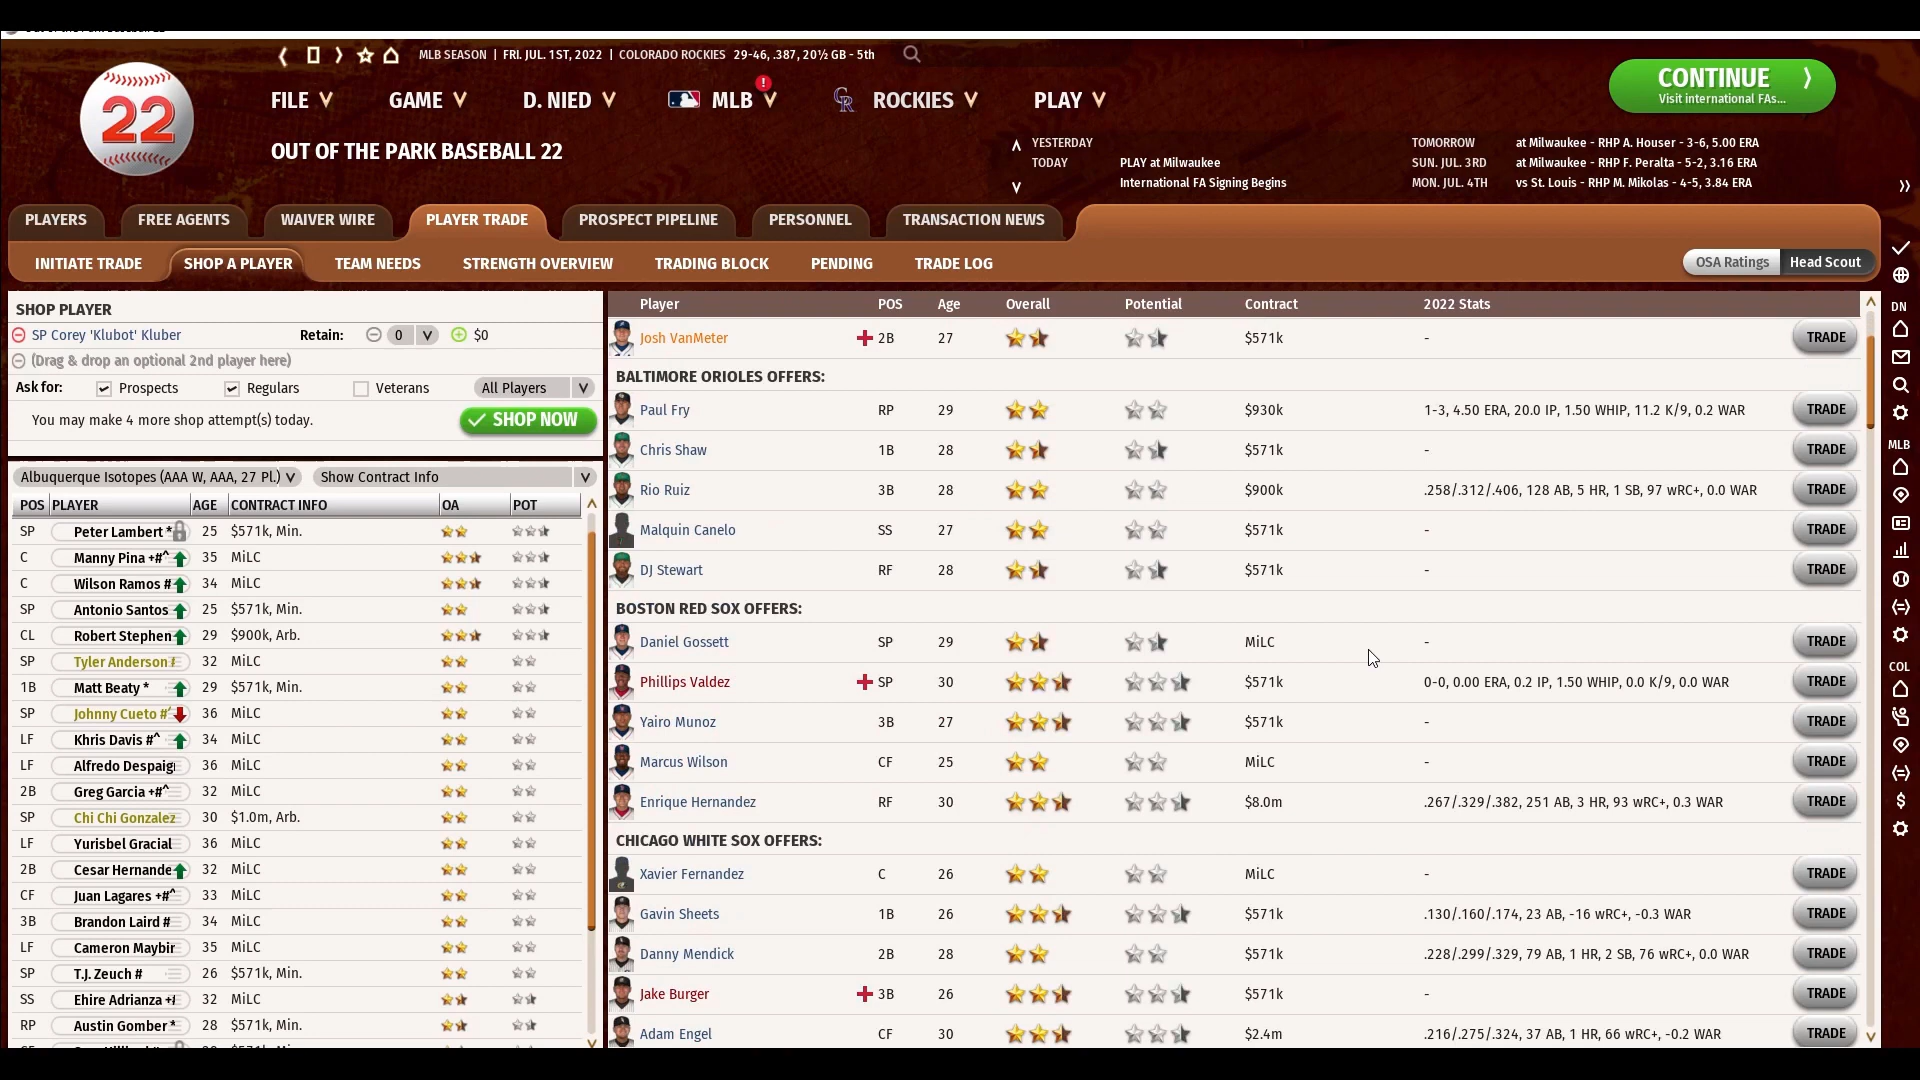 MLB SEASON | FRI. JUL. 1ST, 2022 | COLORADO ROCKIES 29-46, .387, 20½ GB - 5th
22
FILE GAME D. NIED MLB ! ROCKIES PLAY
CONTINUE
Visit international FAs...
OUT OF THE PARK BASEBALL 22
YESTERDAY
TODAY PLAY at Milwaukee
International FA Signing Begins
TOMORROW at Milwaukee - RHP A. Houser - 3-6, 5.00 ERA
SUN. JUL. 3RD at Milwaukee - RHP F. Peralta - 5-2, 3.16 ERA
MON. JUL. 4TH vs St. Louis - RHP M. Mikolas - 4-5, 3.84 ERA
PLAYERS FREE AGENTS WAIVER WIRE PLAYER TRADE PROSPECT PIPELINE PERSONNEL TRANSACTION NEWS
INITIATE TRADE SHOP A PLAYER TEAM NEEDS STRENGTH OVERVIEW TRADING BLOCK PENDING TRADE LOG
OSA Ratings Head Scout
SHOP PLAYER
SP Corey 'Klubot' Kluber Retain: 0 $0
(Drag & drop an optional 2nd player here)
Ask for: Prospects Regulars Veterans All Players
You may make 4 more shop attempt(s) today. SHOP NOW
Albuquerque Isotopes (AAA W, AAA, 27 Pl.) Show Contract Info
POS PLAYER AGE CONTRACT INFO OA POT
SP Peter Lambert * 25 $571k, Min.
C Manny Pina +#^ 35 MiLC
C Wilson Ramos # 34 MiLC
SP Antonio Santos 25 $571k, Min.
CL Robert Stephen 29 $900k, Arb.
SP Tyler Anderson # 32 MiLC
1B Matt Beaty * 29 $571k, Min.
SP Johnny Cueto #^ 36 MiLC
LF Khris Davis #^ 34 MiLC
LF Alfredo Despaig 36 MiLC
2B Greg Garcia +#^ 32 MiLC
SP Chi Chi Gonzalez 30 $1.0m, Arb.
LF Yurisbel Gracial 36 MiLC
2B Cesar Hernande 32 MiLC
CF Juan Lagares +#^ 33 MiLC
3B Brandon Laird # 34 MiLC
LF Cameron Maybin 35 MiLC
SP T.J. Zeuch # 26 $571k, Min.
SS Ehire Adrianza +# 32 MiLC
RP Austin Gomber * 28 $571k, Min.
Player POS Age Overall Potential Contract 2022 Stats
Josh VanMeter 2B 27 $571k - TRADE
BALTIMORE ORIOLES OFFERS:
Paul Fry RP 29 $930k 1-3, 4.50 ERA, 20.0 IP, 1.50 WHIP, 11.2 K/9, 0.2 WAR TRADE
Chris Shaw 1B 28 $571k - TRADE
Rio Ruiz 3B 28 $900k .258/.312/.406, 128 AB, 5 HR, 1 SB, 97 wRC+, 0.0 WAR TRADE
Malquin Canelo SS 27 $571k - TRADE
DJ Stewart RF 28 $571k - TRADE
BOSTON RED SOX OFFERS:
Daniel Gossett SP 29 MiLC - TRADE
Phillips Valdez SP 30 $571k 0-0, 0.00 ERA, 0.2 IP, 1.50 WHIP, 0.0 K/9, 0.0 WAR TRADE
Yairo Munoz 3B 27 $571k - TRADE
Marcus Wilson CF 25 MiLC - TRADE
Enrique Hernandez RF 30 $8.0m .267/.329/.382, 251 AB, 3 HR, 93 wRC+, 0.3 WAR TRADE
CHICAGO WHITE SOX OFFERS:
Xavier Fernandez C 26 MiLC - TRADE
Gavin Sheets 1B 26 $571k .130/.160/.174, 23 AB, -16 wRC+, -0.3 WAR TRADE
Danny Mendick 2B 28 $571k .228/.299/.329, 79 AB, 1 HR, 2 SB, 76 wRC+, 0.0 WAR TRADE
Jake Burger 3B 26 $571k - TRADE
Adam Engel CF 30 $2.4m .216/.275/.324, 37 AB, 1 HR, 66 wRC+, -0.2 WAR TRADE
DN
MLB
COL
$